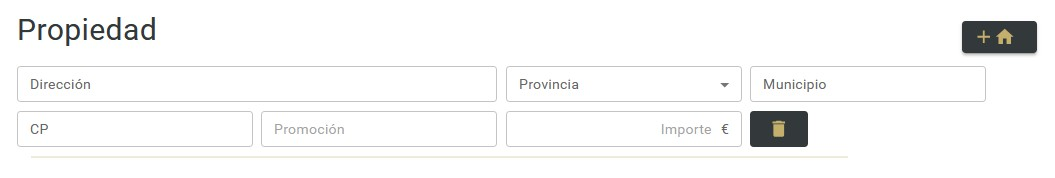 Propiedad
Dirección Provincia Municipio
CP Promoción Importe €